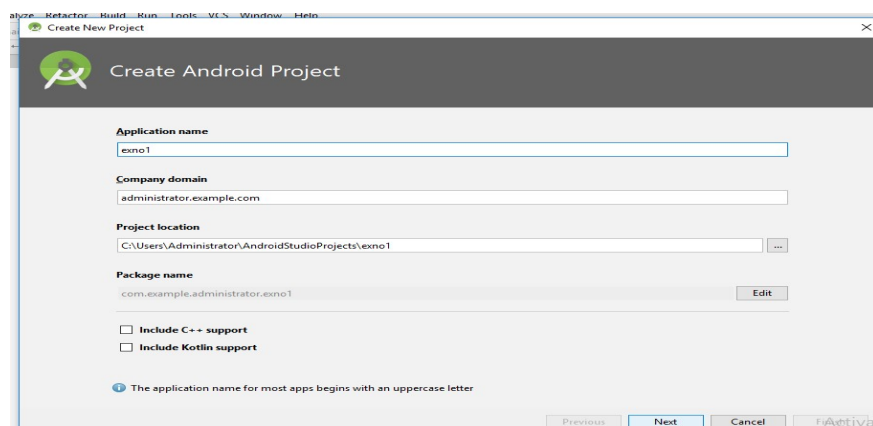 alyze Refactor Build Run Tools VCS Window Help
Create New Project
Create Android Project
Application name
exno1
Company domain
administrator.example.com
Project location
C:\Users\Administrator\AndroidStudioProjects\exno1
...
Package name
com.example.administrator.exno1
Edit
Include C++ support
Include Kotlin support
The application name for most apps begins with an uppercase letter
Previous Next Cancel
Activa